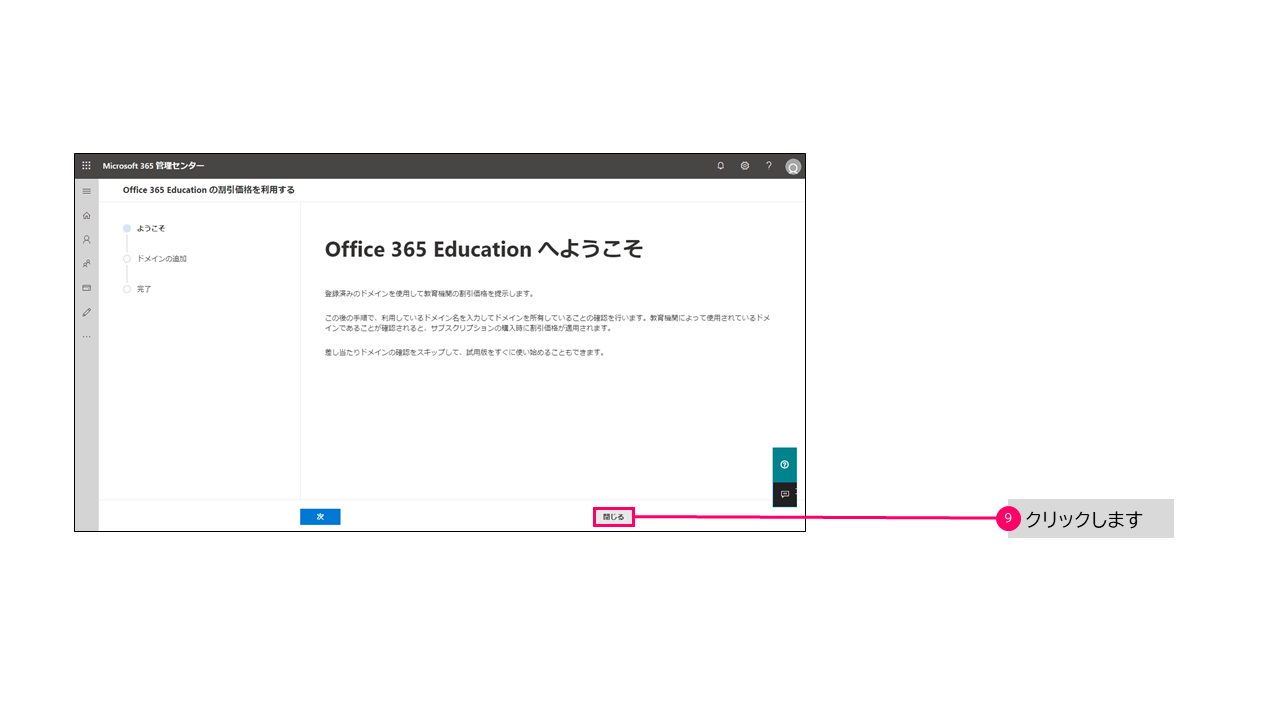 Microsoft 365 管理センター
?
Office 365 Education の割引価格を利用する
ようこそ
ドメインの追加
完了
Office 365 Education へようこそ
登録済みのドメインを使用して教育機関の割引価格を提示します。
この後の手順で、利用しているドメイン名を入力してドメインを所有していることの確認を行います。教育機関によって使用されているドメ
インであることが確認されると、サブスクリプションの購入時に割引価格が適用されます。
差し当たりドメインの確認をスキップして、試用版をすぐに使い始めることもできます。
次
閉じる
9 クリックします